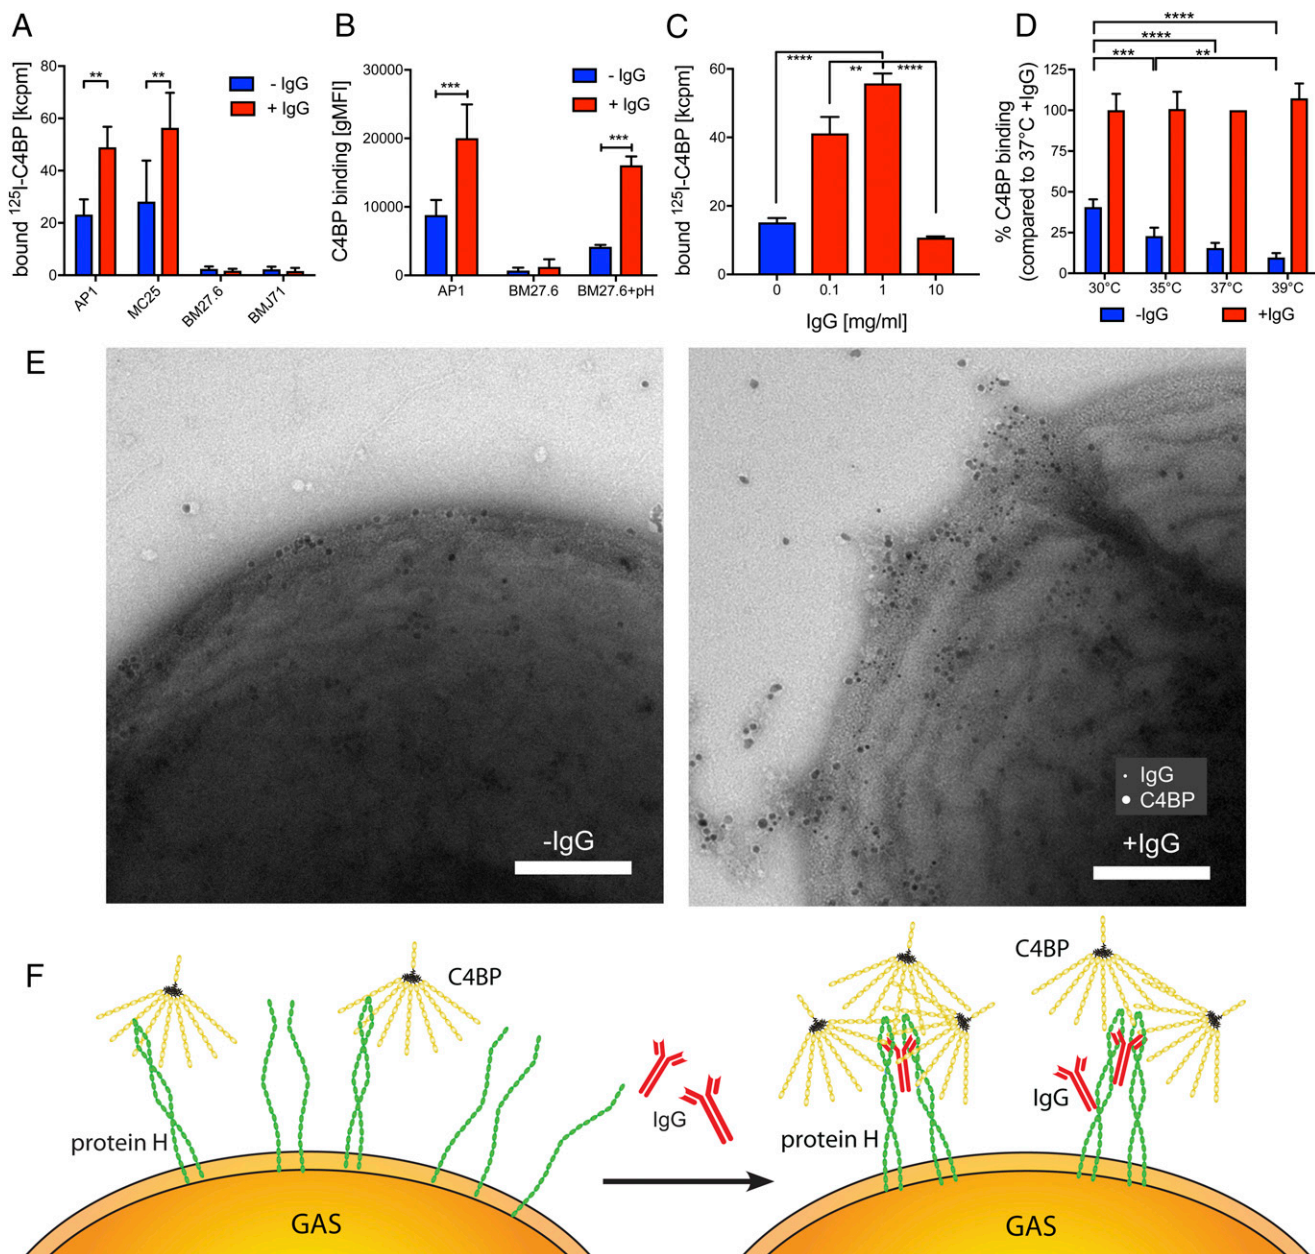 A
bound ¹²⁵I-C4BP [kcpm]
80
60
40
20
0
**
**
- IgG
+ IgG
AP1
MC25
BM27.6
BMJ71
B
C4BP binding [gMFI]
30000
20000
10000
0
***
***
- IgG
+ IgG
AP1
BM27.6
BM27.6+pH
C
bound ¹²⁵I-C4BP [kcpm]
60
40
20
0
****
**
****
0
0.1
1
10
IgG [mg/ml]
D
% C4BP binding
(compared to 37°C +IgG)
125
100
75
50
25
0
****
****
***
**
30°C
35°C
37°C
39°C
-IgG
+IgG
E
-IgG
IgG
C4BP
+IgG
F
C4BP
protein H
GAS
IgG
C4BP
IgG
protein H
GAS